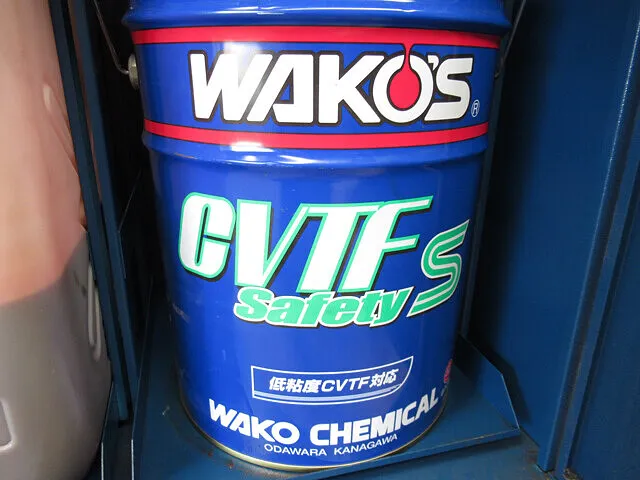 WAKO'S®
CVTF S
Safety
低粘度CVTF対応
WAKO CHEMICAL
ODAWARA KANAGAWA